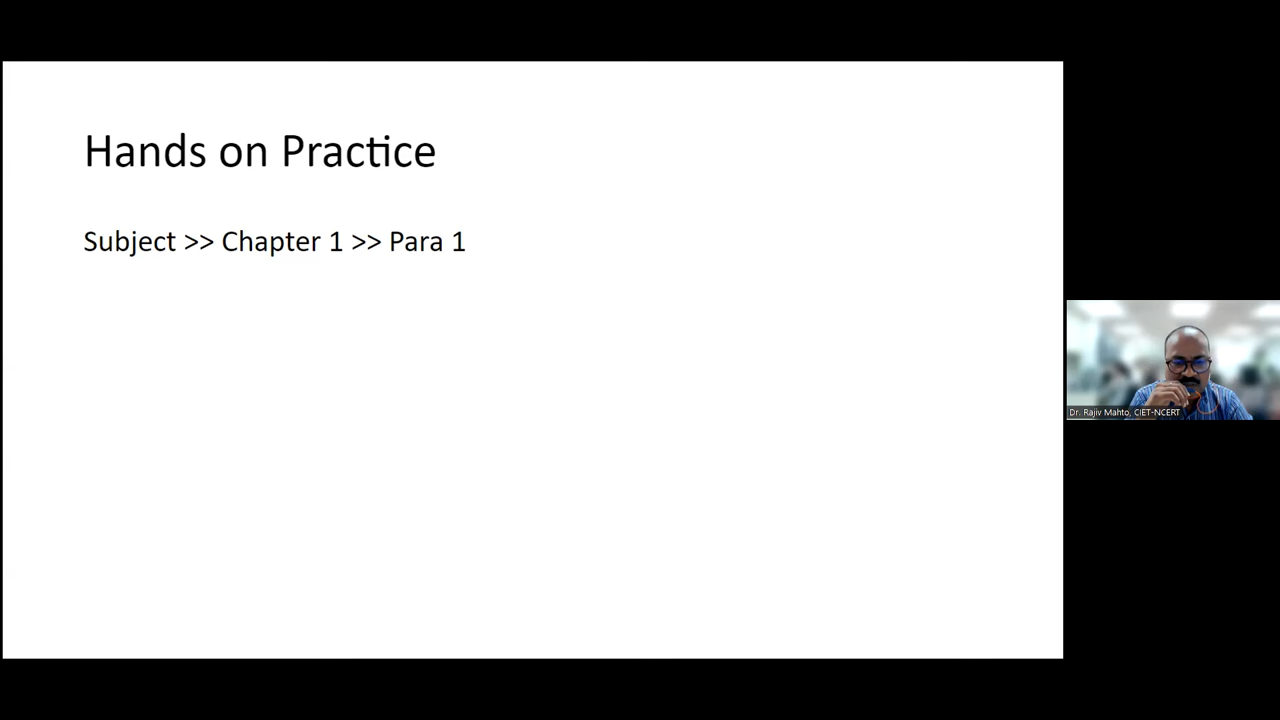 Hands on Practice
Subject >> Chapter 1 >> Para 1
Dr. Rajiv Mahto, CIET-NCERT